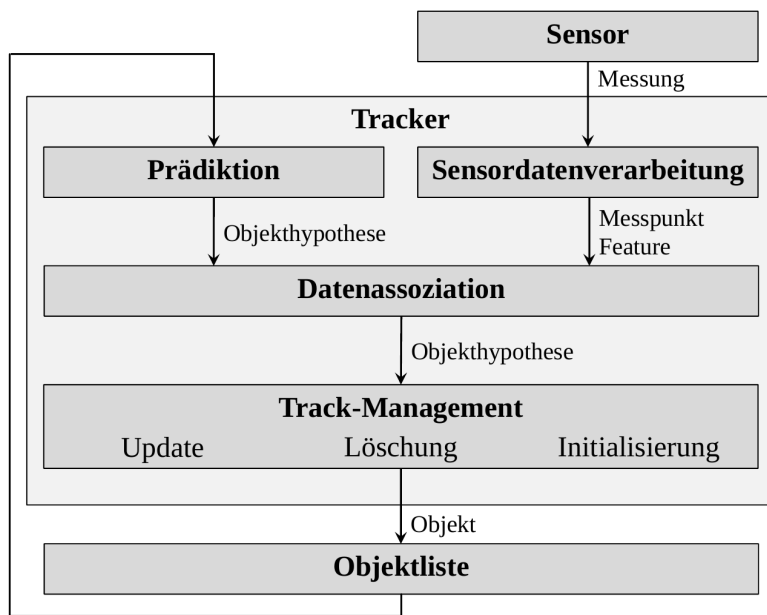 Sensor
Messung
Tracker
Prädiktion
Sensordatenverarbeitung
Objekthypothese
Messpunkt
Feature
Datenassoziation
Objekthypothese
Track-Management
Update Löschung Initialisierung
Objekt
Objektliste